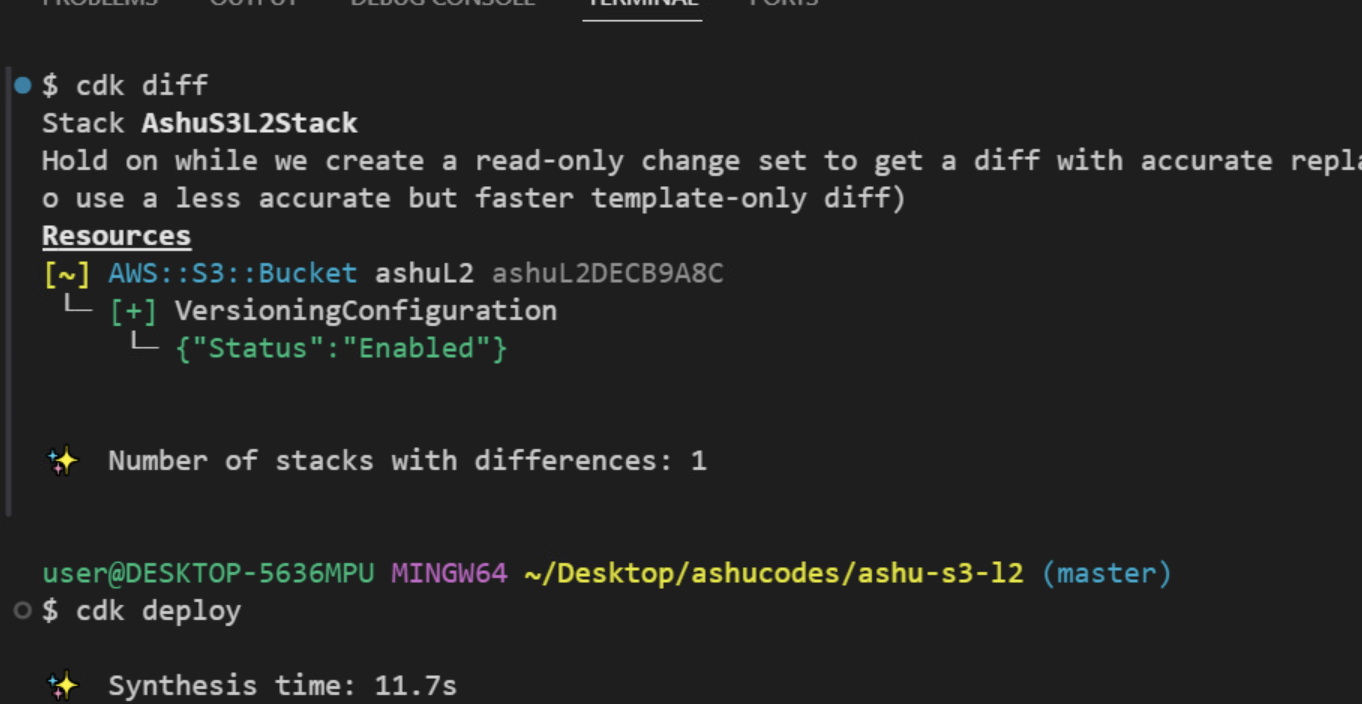 PROBLEMS OUTPUT DEBUG CONSOLE TERMINAL PORTS
$ cdk diff
Stack AshuS3L2Stack
Hold on while we create a read-only change set to get a diff with accurate repla
o use a less accurate but faster template-only diff)
Resources
[~] AWS::S3::Bucket ashuL2 ashuL2DECB9A8C
└─ [+] VersioningConfiguration
└─ {"Status":"Enabled"}
✨ Number of stacks with differences: 1
user@DESKTOP-5636MPU MINGW64 ~/Desktop/ashucodes/ashu-s3-l2 (master)
$ cdk deploy
✨ Synthesis time: 11.7s